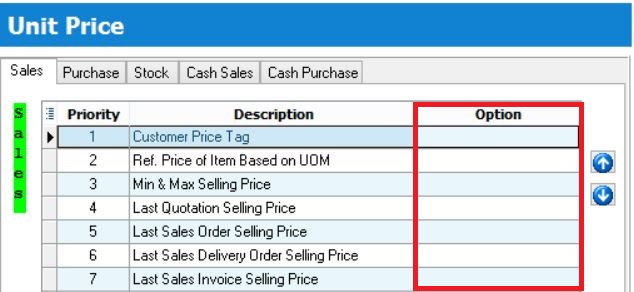 Unit Price
Sales Purchase Stock Cash Sales Cash Purchase
Sales
Priority Description Option
1 Customer Price Tag
2 Ref. Price of Item Based on UOM
3 Min & Max Selling Price
4 Last Quotation Selling Price
5 Last Sales Order Selling Price
6 Last Sales Delivery Order Selling Price
7 Last Sales Invoice Selling Price